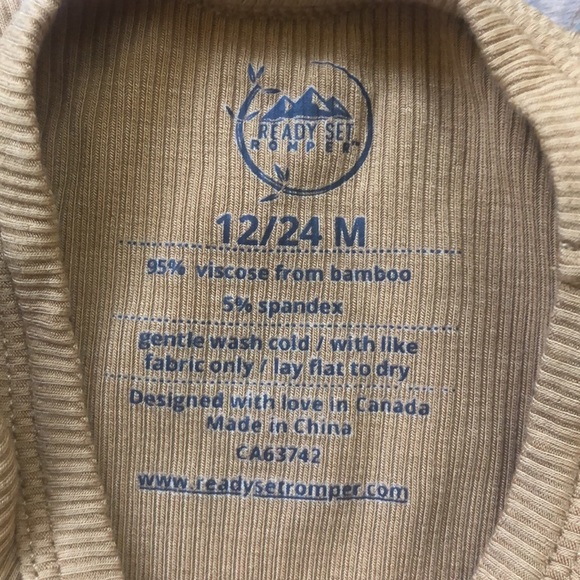 READY SET
ROMPER™
12/24 M
95% viscose from bamboo
5% spandex
gentle wash cold / with like
fabric only / lay flat to dry
Designed with love in Canada
Made in China
CA63742
www.readysetromper.com